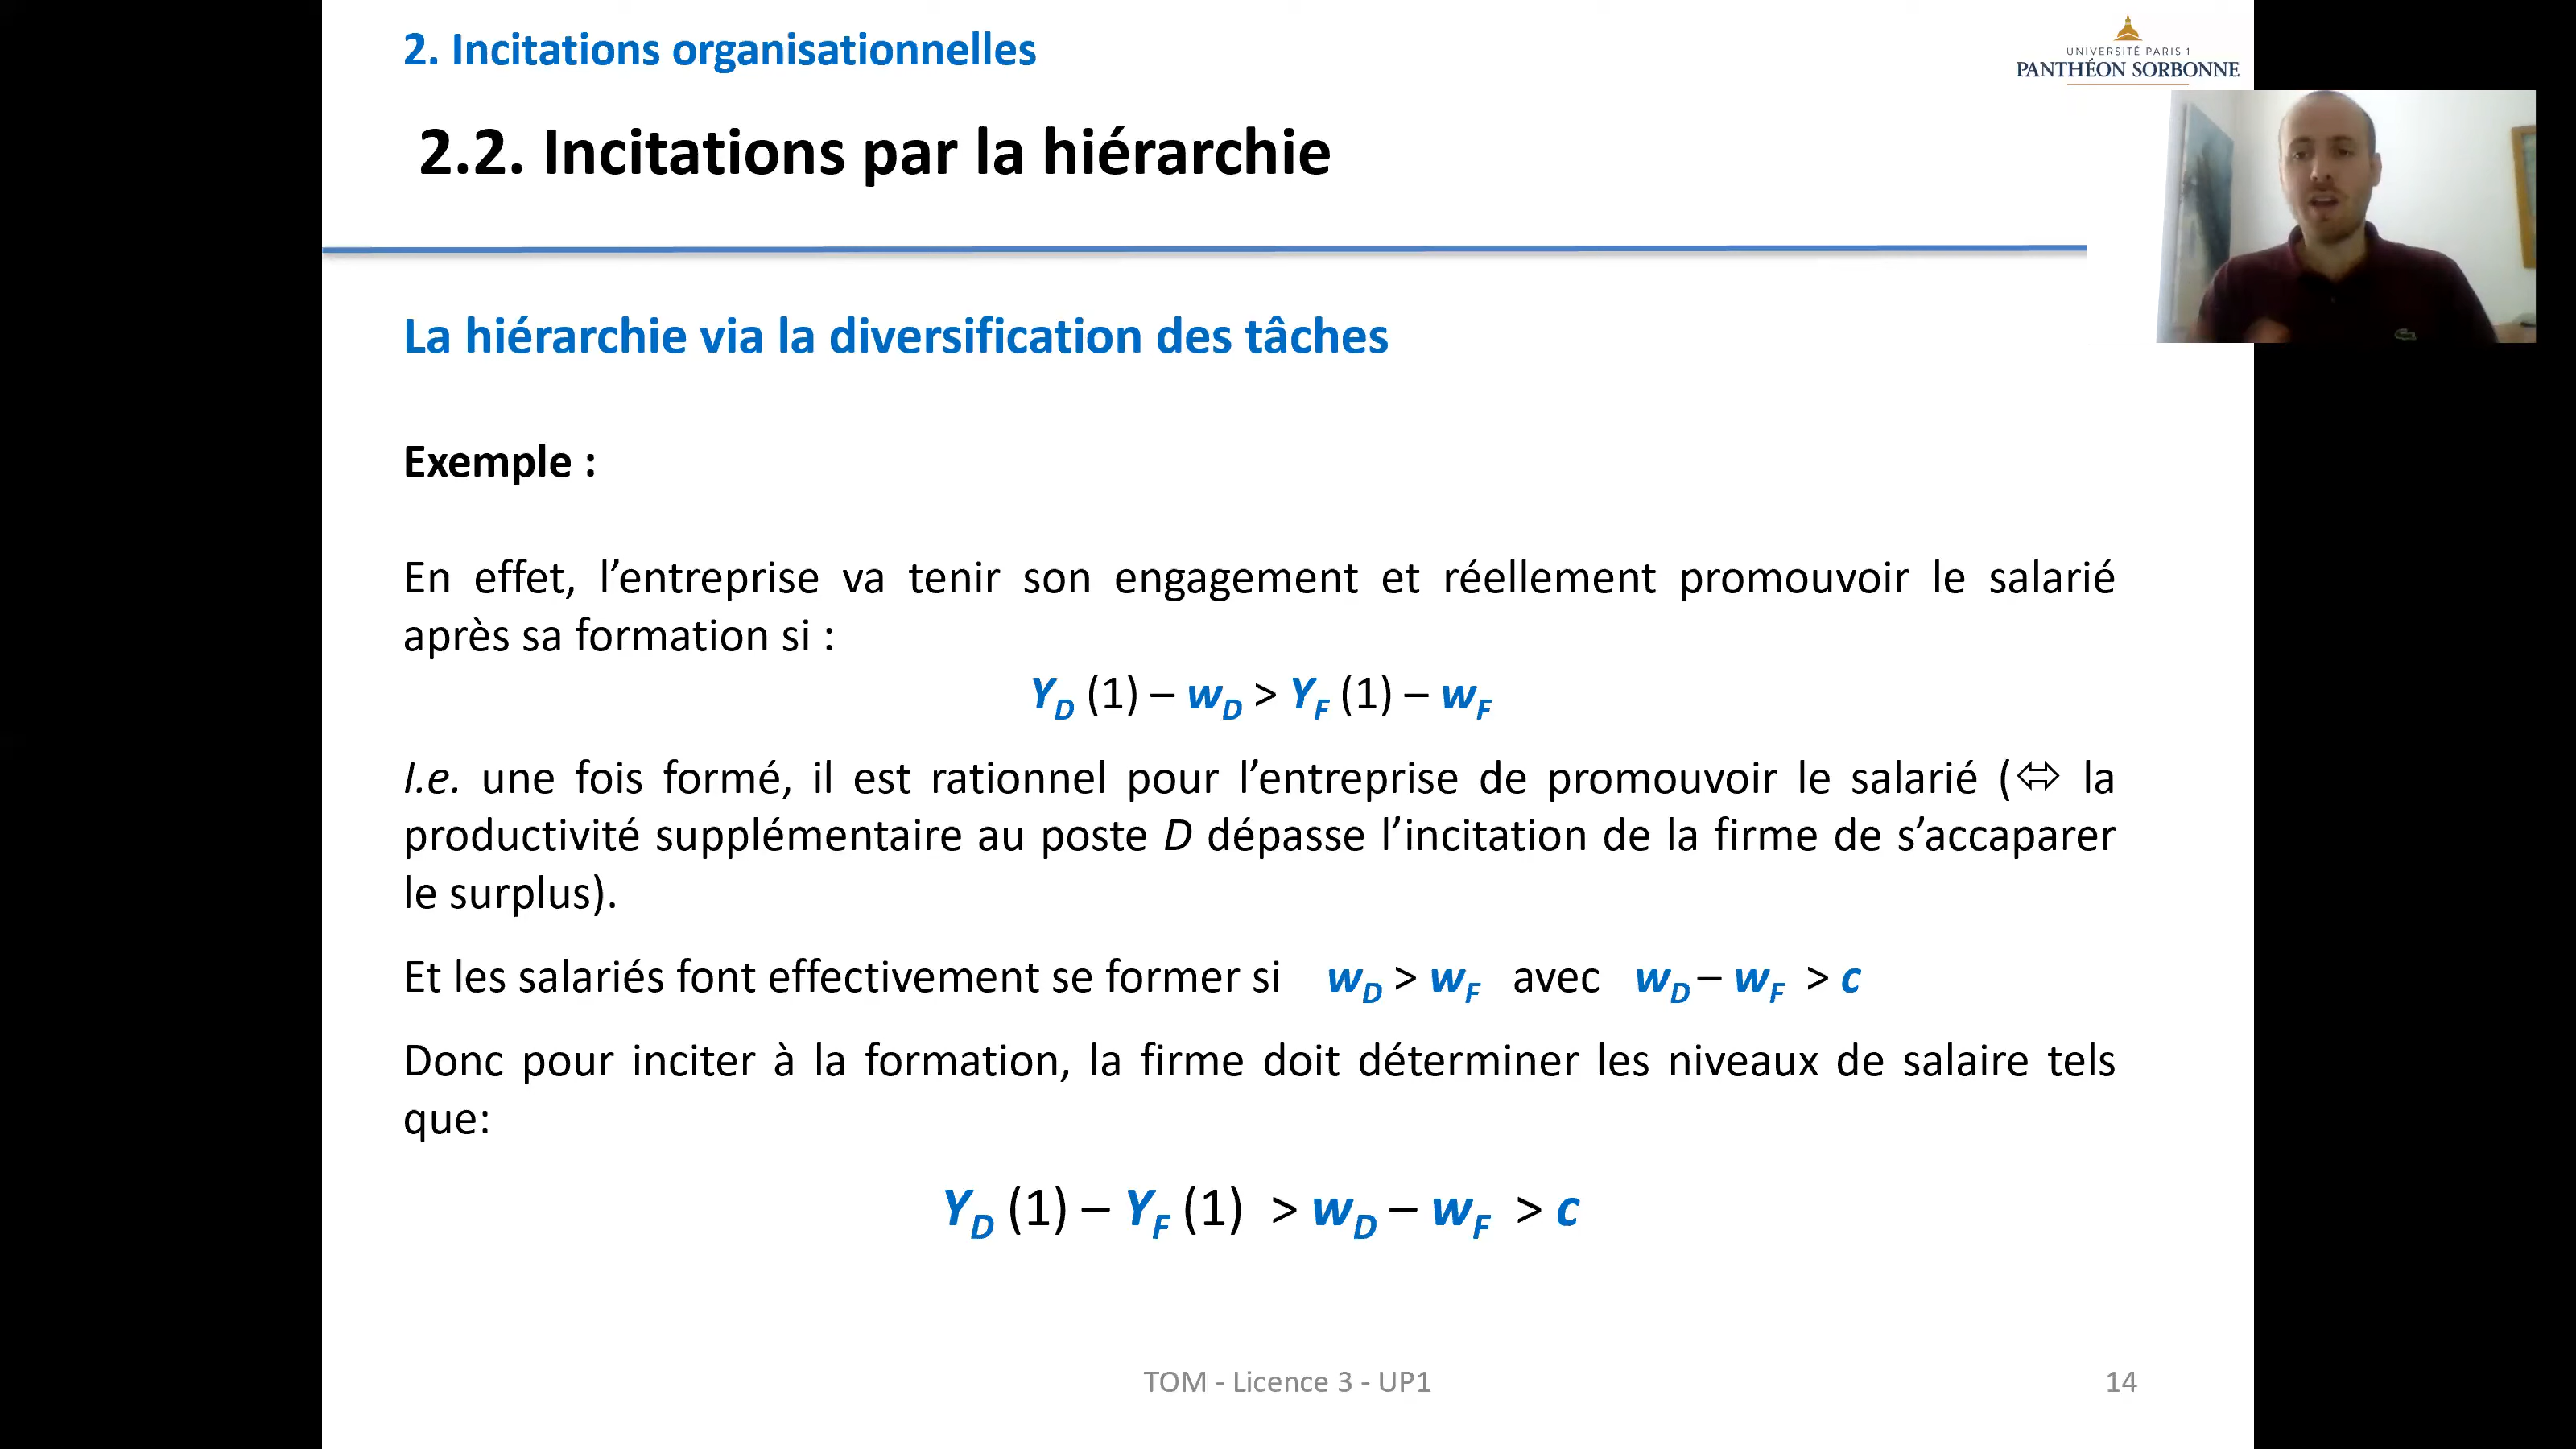 2. Incitations organisationnelles
UNIVERSITÉ PARIS 1
PANTHÉON SORBONNE
2.2. Incitations par la hiérarchie
La hiérarchie via la diversification des tâches
Exemple :
En effet, l’entreprise va tenir son engagement et réellement promouvoir le salarié
après sa formation si :
Y_D (1) – w_D > Y_F (1) – w_F
I.e. une fois formé, il est rationnel pour l’entreprise de promouvoir le salarié (⬄ la
productivité supplémentaire au poste D dépasse l’incitation de la firme de s’accaparer
le surplus).
Et les salariés font effectivement se former si w_D > w_F avec w_D – w_F > c
Donc pour inciter à la formation, la firme doit déterminer les niveaux de salaire tels
que:
Y_D (1) – Y_F (1) > w_D – w_F > c
TOM - Licence 3 - UP1
14